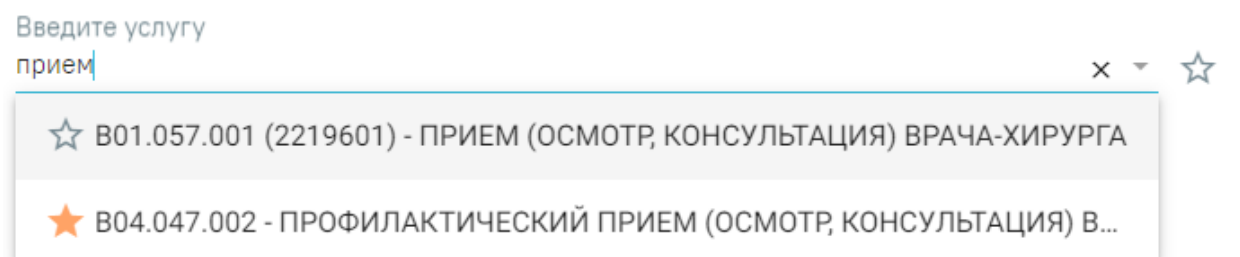 Введите услугу
прием
B01.057.001 (2219601) - ПРИЕМ (ОСМОТР, КОНСУЛЬТАЦИЯ) ВРАЧА-ХИРУРГА
B04.047.002 - ПРОФИЛАКТИЧЕСКИЙ ПРИЕМ (ОСМОТР, КОНСУЛЬТАЦИЯ) В...